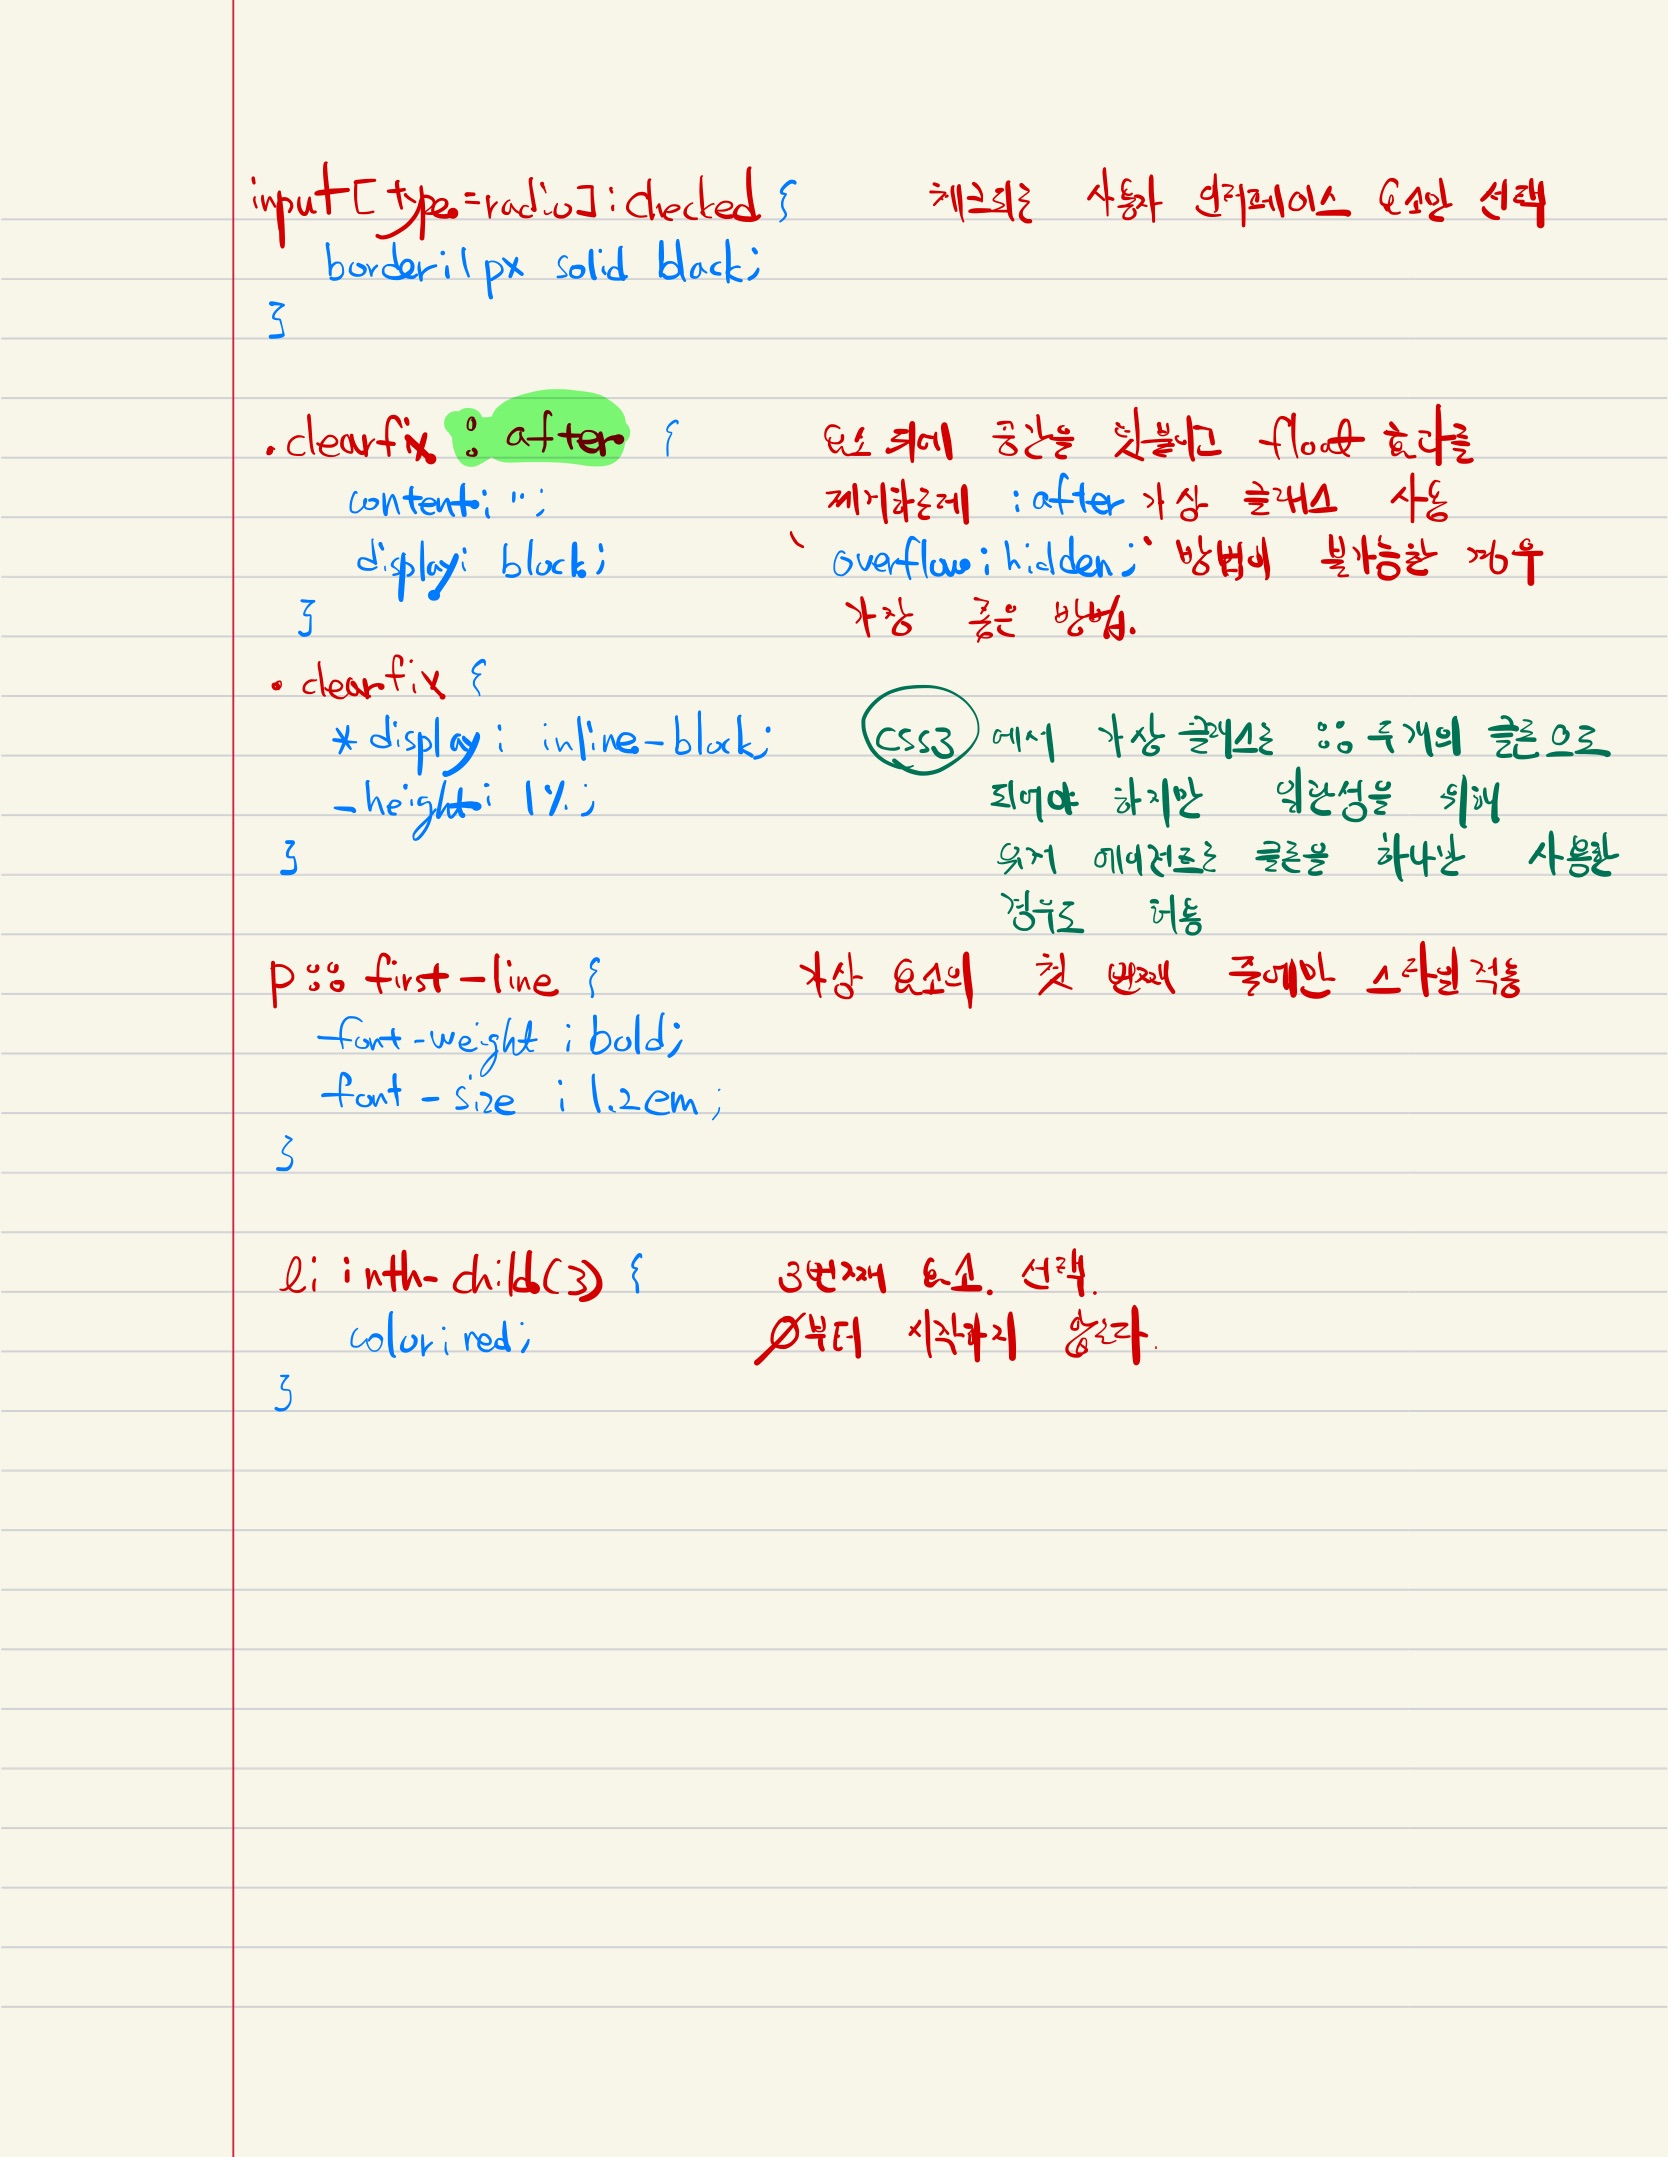 input[type=radio]:checked { 체크되는 사용자 인터페이스 요소만 선택
border:1px solid black;
}
.clearfix :after { 요소 뒤에 공간을 덧붙이고 float 효과를
content: ''; 제거하는데 :after 가상 클래스 사용
display: block; 'overflow:hidden;' 방법이 불가능한 경우
} 가장 좋은 방법.
.clearfix {
*display: inline-block; CSS3 에서 가상 클래스는 :: 두개의 콜론으로
_height: 1%; 되어야 하지만 일관성을 위해
} 유저 에이전트는 콜론을 하나만 사용한
경우도 허용
p::first-line { 가상 요소의 첫 번째 줄에만 스타일 적용
font-weight: bold;
font-size: 1.2em;
}
li:nth-child(3) { 3번째 요소. 선택.
color: red; 0부터 시작하지 않는다.
}